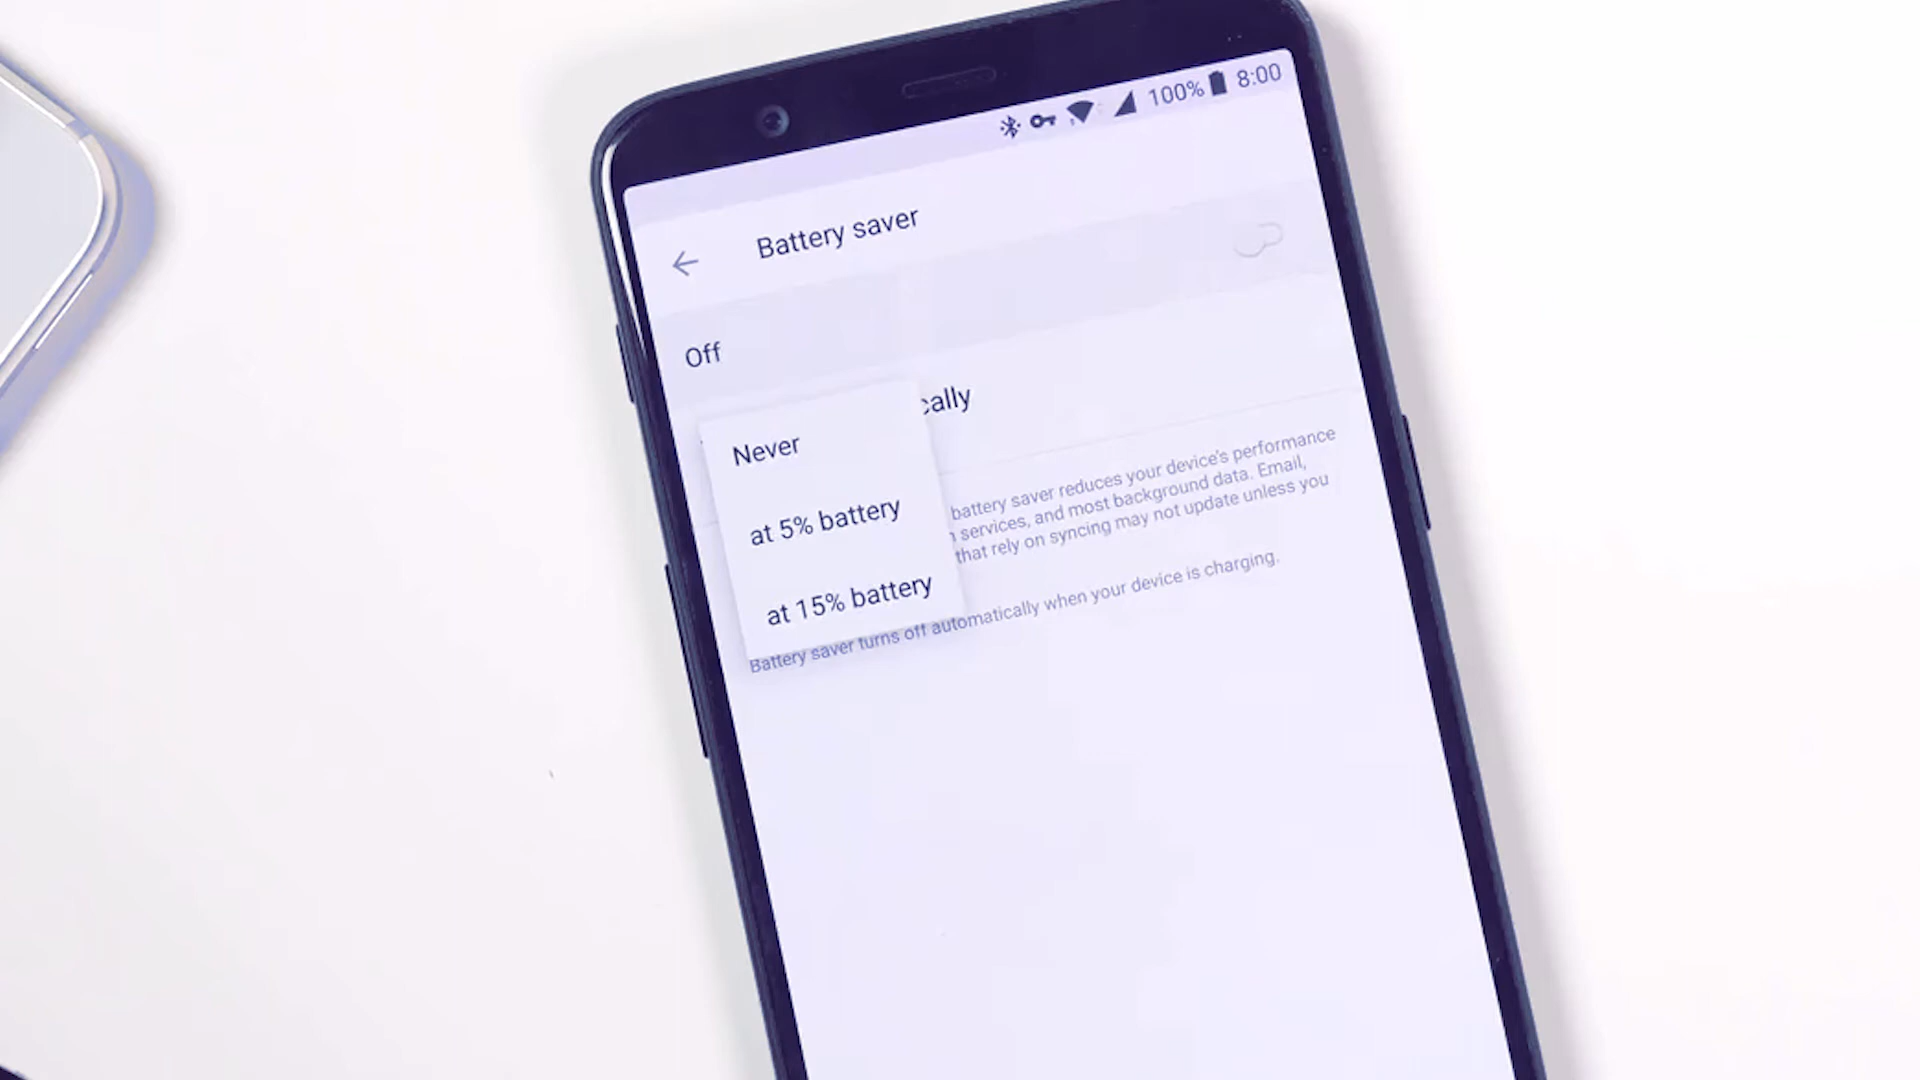 100% 8:00
Battery saver
Off
cally
Never
at 5% battery
at 15% battery
battery saver reduces your device's performance
services, and most background data. Email,
that rely on syncing may not update unless you
Battery saver turns off automatically when your device is charging.